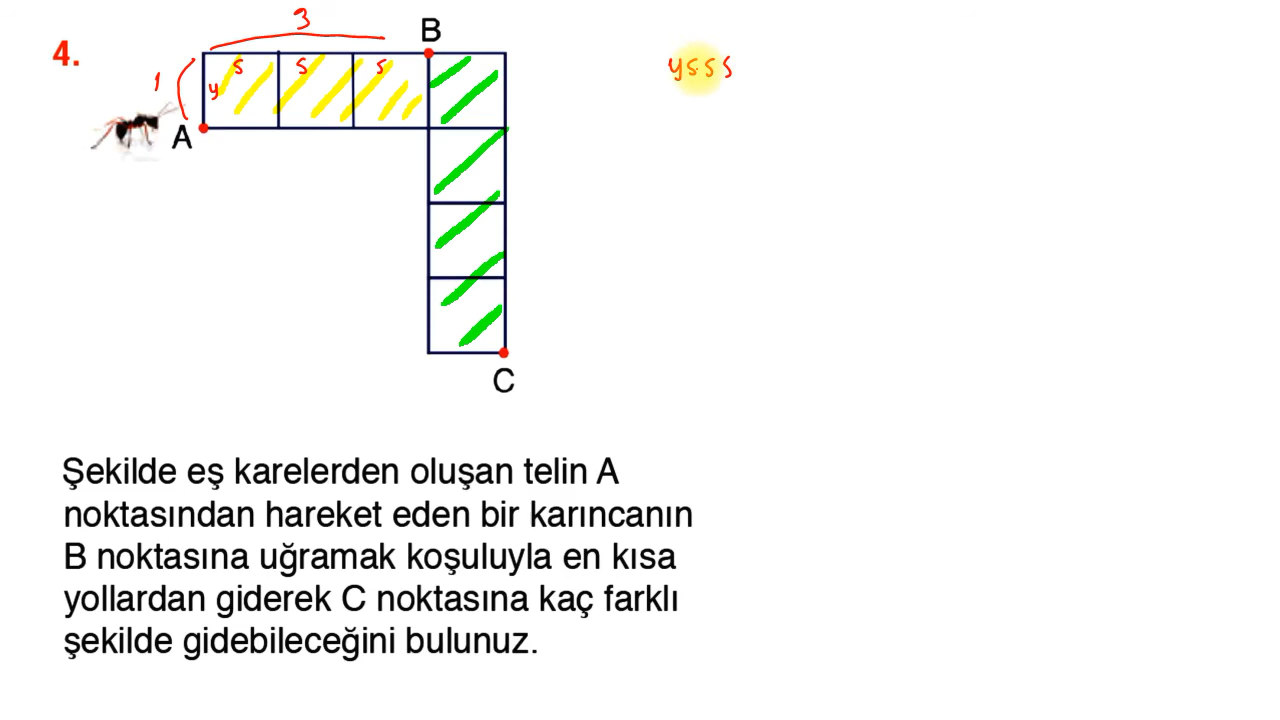 3
B
4.
s s s
y
1
y s s s
A
C
Şekilde eş karelerden oluşan telin A
noktasından hareket eden bir karıncanın
B noktasına uğramak koşuluyla en kısa
yollardan giderek C noktasına kaç farklı
şekilde gidebileceğini bulunuz.